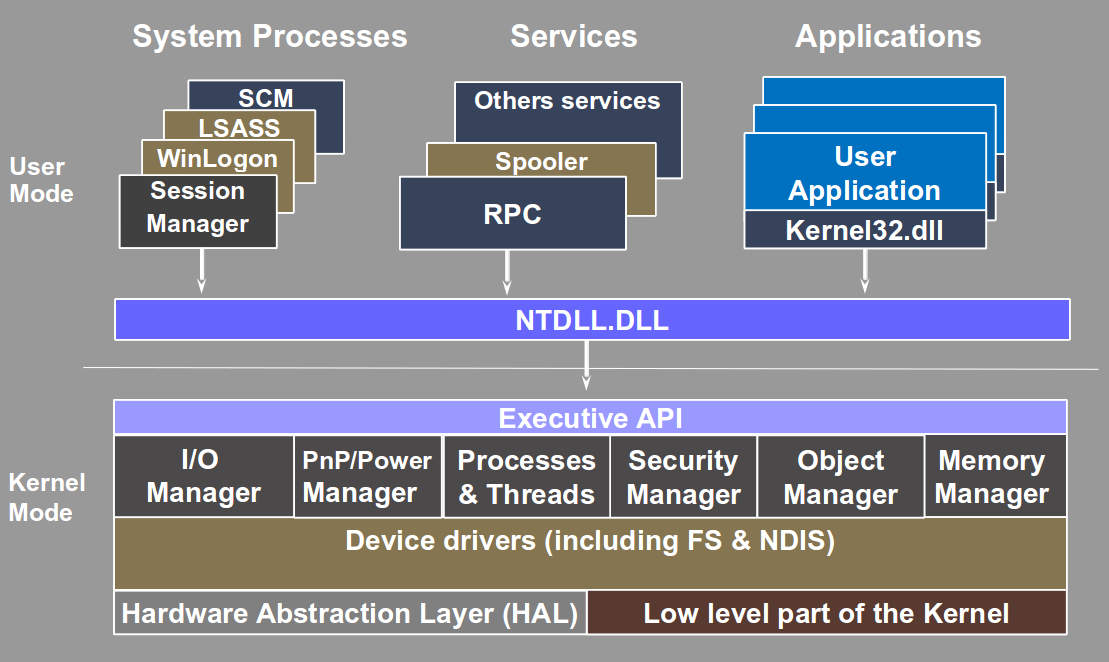 System Processes
Services
Applications
User
Mode
SCM
LSASS
WinLogon
Session
Manager
Others services
Spooler
RPC
User
Application
Kernel32.dll
NTDLL.DLL
Kernel
Mode
Executive API
I/O
Manager
PnP/Power
Manager
Processes
& Threads
Security
Manager
Object
Manager
Memory
Manager
Device drivers (including FS & NDIS)
Hardware Abstraction Layer (HAL)
Low level part of the Kernel